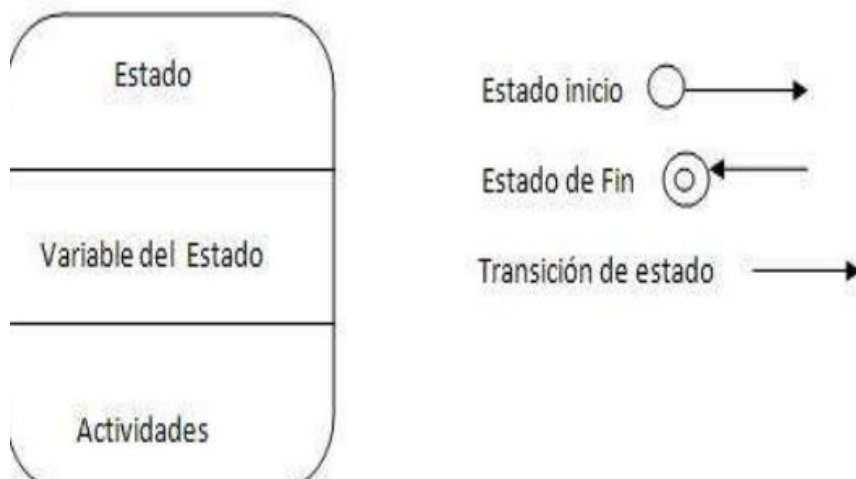 Estado
Variable del Estado
Actividades
Estado inicio
Estado de Fin
Transición de estado